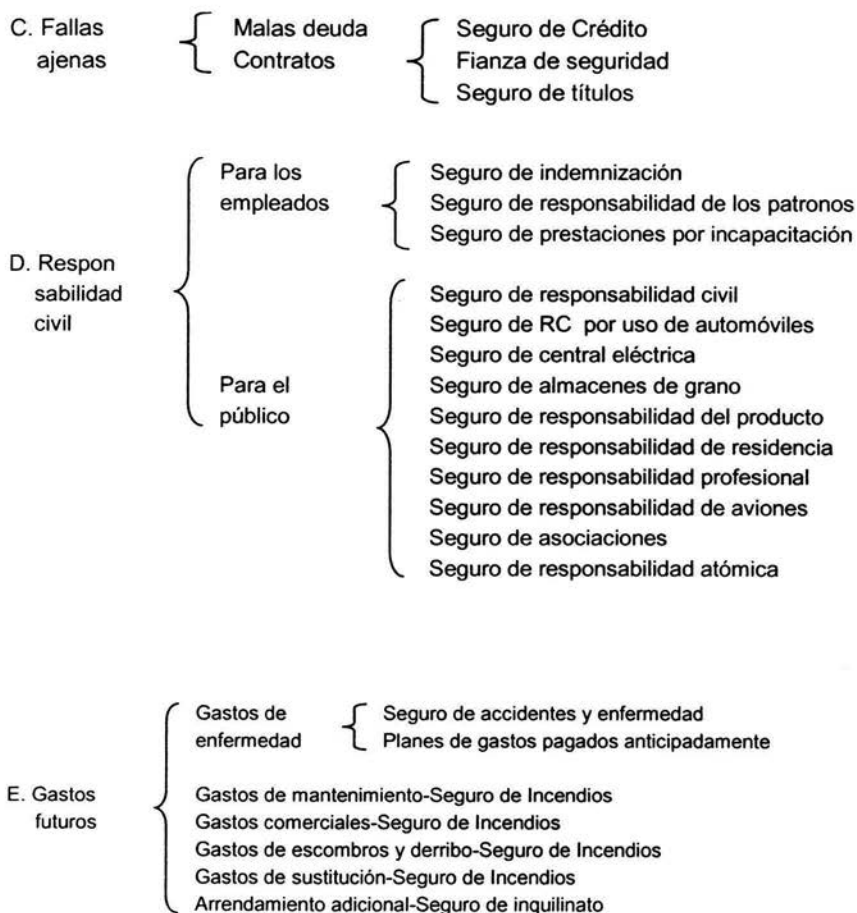 C. Fallas
ajenas
Malas deuda
Contratos
Seguro de Crédito
Fianza de seguridad
Seguro de títulos
D. Respon
sabilidad
civil
Para los
empleados
Seguro de indemnización
Seguro de responsabilidad de los patronos
Seguro de prestaciones por incapacitación
Para el
público
Seguro de responsabilidad civil
Seguro de RC por uso de automóviles
Seguro de central eléctrica
Seguro de almacenes de grano
Seguro de responsabilidad del producto
Seguro de responsabilidad de residencia
Seguro de responsabilidad profesional
Seguro de responsabilidad de aviones
Seguro de asociaciones
Seguro de responsabilidad atómica
E. Gastos
futuros
Gastos de
enfermedad
Seguro de accidentes y enfermedad
Planes de gastos pagados anticipadamente
Gastos de mantenimiento-Seguro de Incendios
Gastos comerciales-Seguro de Incendios
Gastos de escombros y derribo-Seguro de Incendios
Gastos de sustitución-Seguro de Incendios
Arrendamiento adicional-Seguro de inquilinato